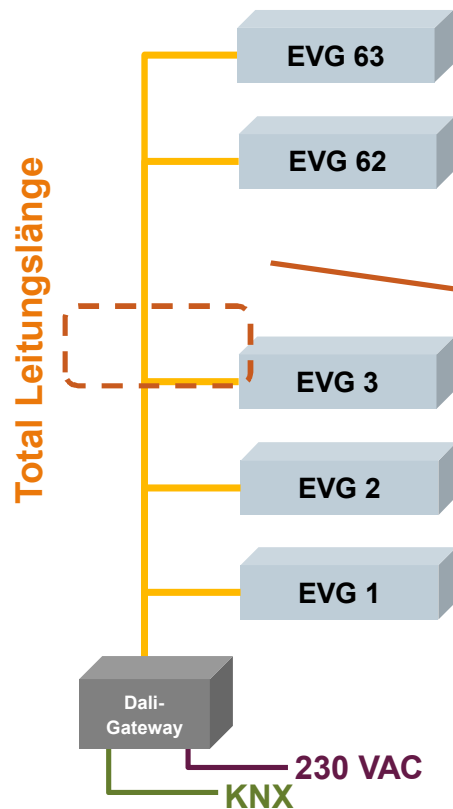 EVG 63
EVG 62
Total Leitungslänge
EVG 3
EVG 2
EVG 1
Dali-
Gateway
230 VAC
KNX